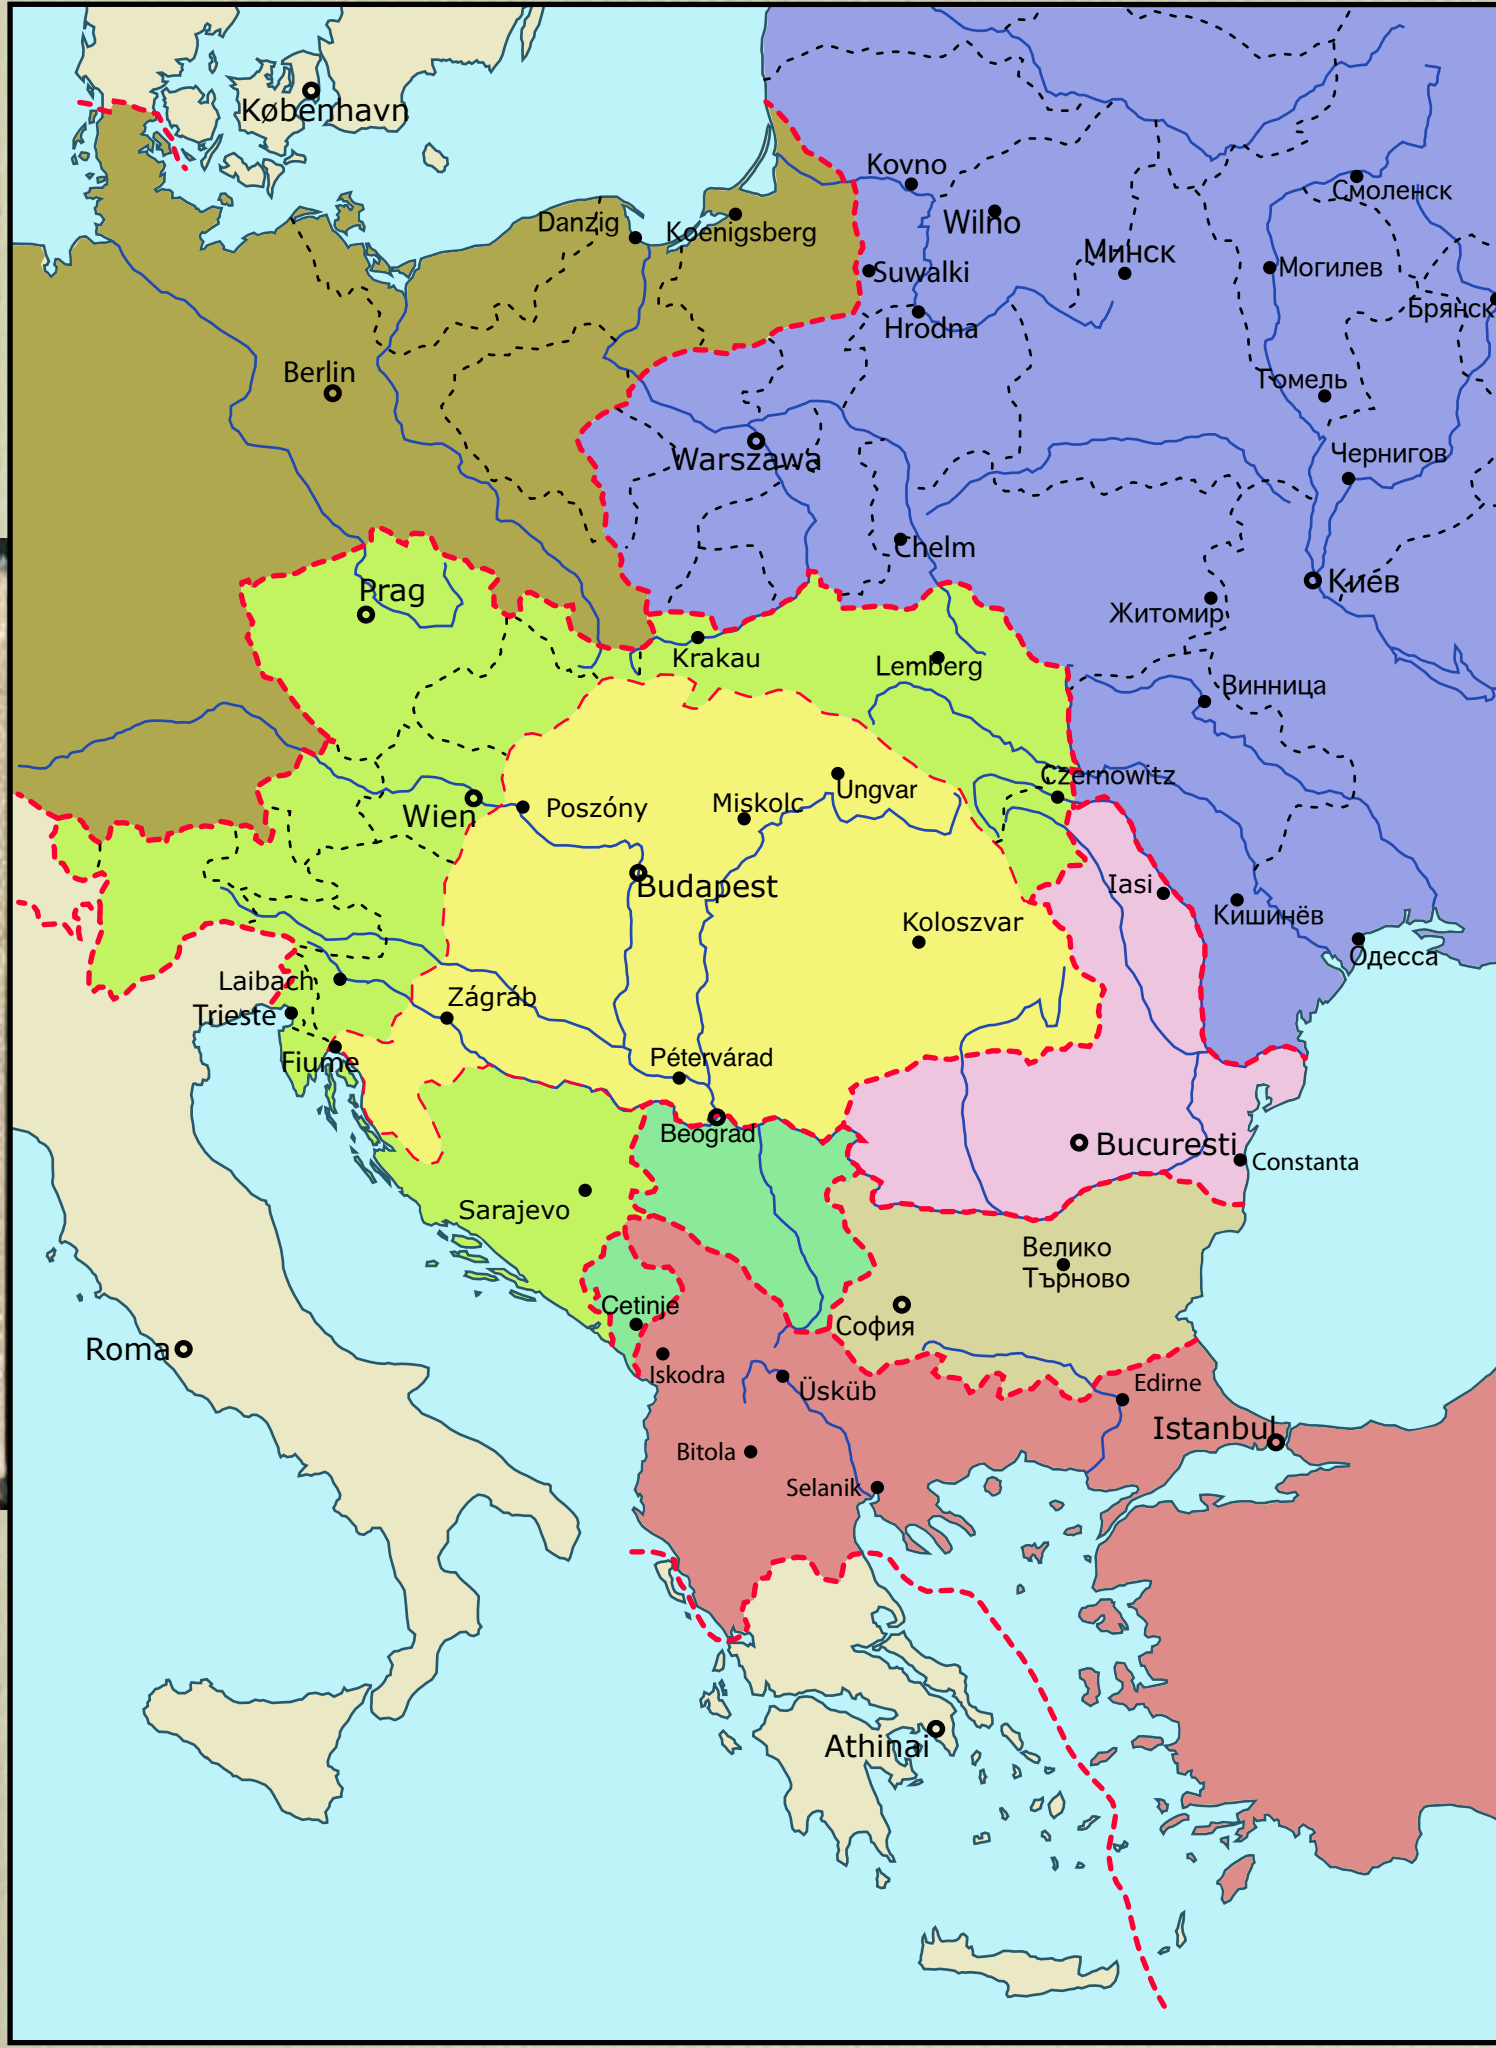 København
Kovno
Смоленск
Wilno
Danzig
Koenigsberg
Минск
Suwalki
Могилев
Брянск
Hrodna
Berlin
Гомель
Warszawa
Чернигов
Chelm
Киéв
Prag
Житомир
Krakau
Lemberg
Винница
Czernowitz
Ungvar
Miskolc
Poszóny
Wien
Budapest
Iasi
Кишинёв
Koloszvar
Одесса
Laibach
Zágráb
Trieste
Fiume
Pétervárad
Beograd
Bucuresti
Constanta
Sarajevo
Велико
Търново
Cetinje
София
Roma
Iskodra
Üsküb
Edirne
Istanbul
Bitola
Selanik
Athinai